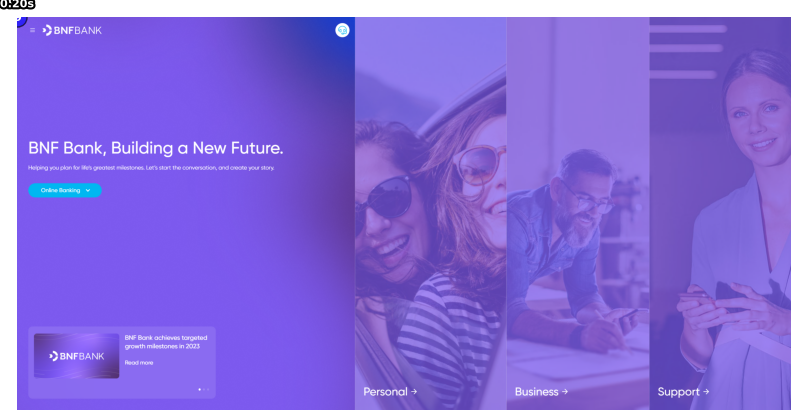 0:20s
BNFBANK
BNF Bank, Building a New Future.
Helping you plan for life's greatest milestones. Let's start the conversation, and create your story.
Online Banking
BNFBANK
BNF Bank achieves targeted
growth milestones in 2023
Read more
Personal →
Business →
Support →